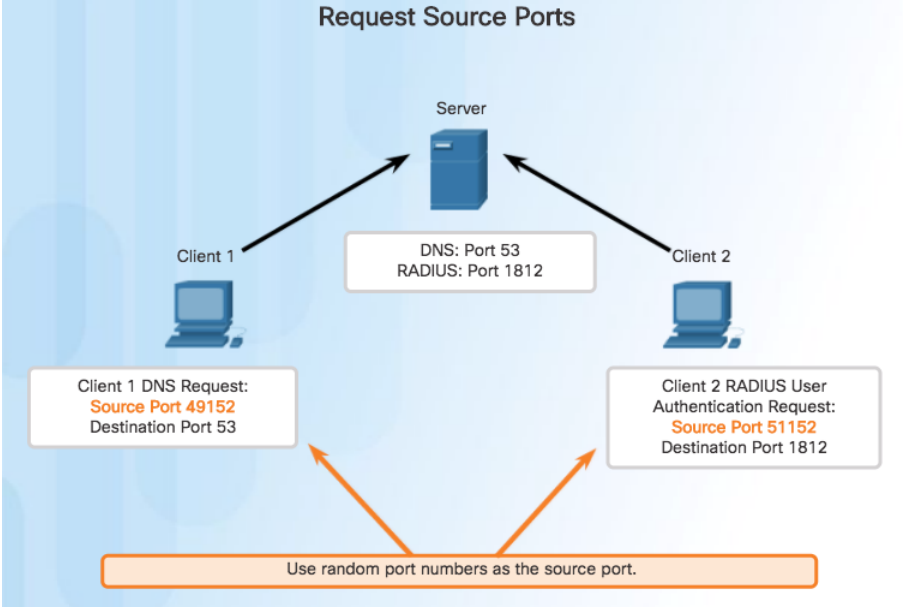 Request Source Ports
Server
Client 1
DNS: Port 53
RADIUS: Port 1812
Client 2
Client 1 DNS Request:
Source Port 49152
Destination Port 53
Client 2 RADIUS User
Authentication Request:
Source Port 51152
Destination Port 1812
Use random port numbers as the source port.